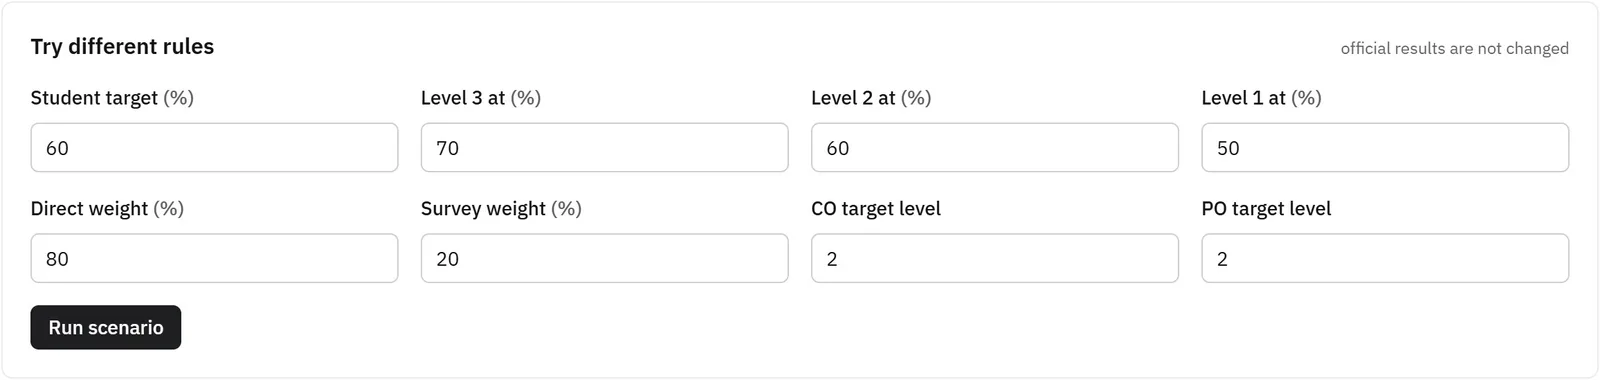 Try different rules
official results are not changed
Student target (%)
Level 3 at (%)
Level 2 at (%)
Level 1 at (%)
60
70
60
50
Direct weight (%)
Survey weight (%)
CO target level
PO target level
80
20
2
2
Run scenario